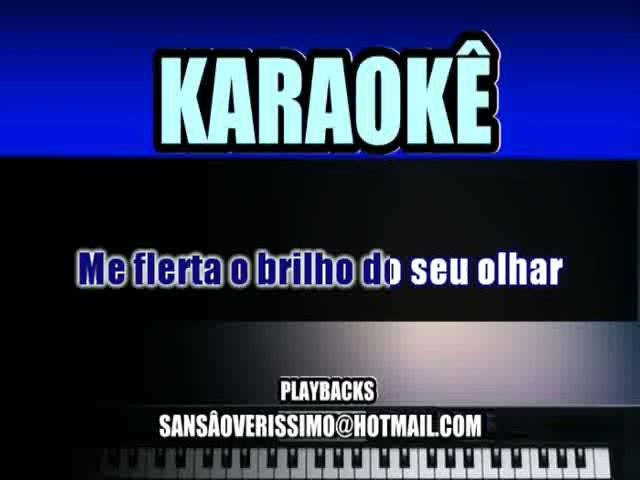 KARAOKÊ
Me flerta o brilho do seu olhar
PLAYBACKS
SANSÂOVERISSIMO@HOTMAIL.COM